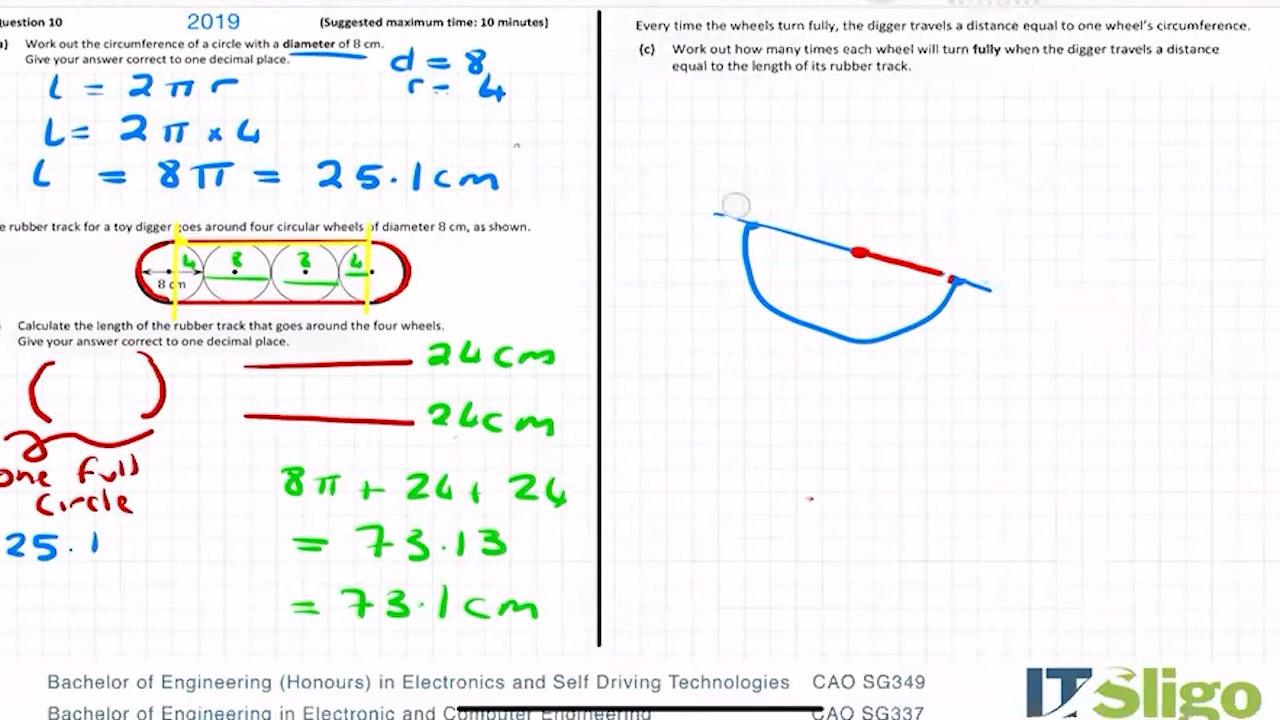 uestion 10 2019 (Suggested maximum time: 10 minutes)
a) Work out the circumference of a circle with a diameter of 8 cm.
Give your answer correct to one decimal place.
d = 8
r = 4
L = 2πr
L = 2π × 4
L = 8π = 25.1cm
e rubber track for a toy digger goes around four circular wheels of diameter 8 cm, as shown.
4 8 8 4
8 cm
Calculate the length of the rubber track that goes around the four wheels.
Give your answer correct to one decimal place.
24cm
( )
24cm
one full
circle
25.1
8π + 24 + 24
= 73.13
= 73.1cm
Every time the wheels turn fully, the digger travels a distance equal to one wheel's circumference.
(c) Work out how many times each wheel will turn fully when the digger travels a distance
equal to the length of its rubber track.
Bachelor of Engineering (Honours) in Electronics and Self Driving Technologies CAO SG349
Bachelor of Engineering in Electronic and Computer Engineering CAO SG337
IT Sligo